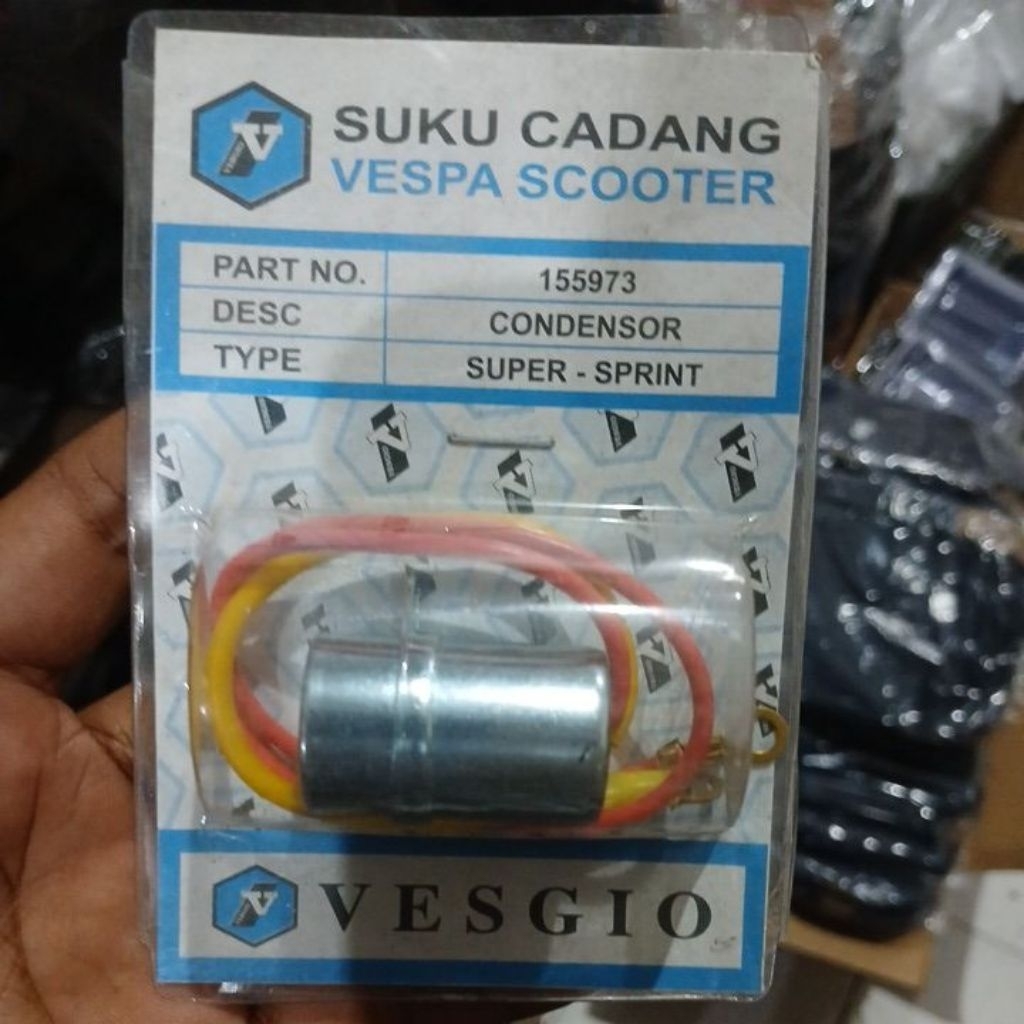 SUKU CADANG
VESPA SCOOTER
PART NO. 155973
DESC CONDENSOR
TYPE SUPER - SPRINT
VESGIO